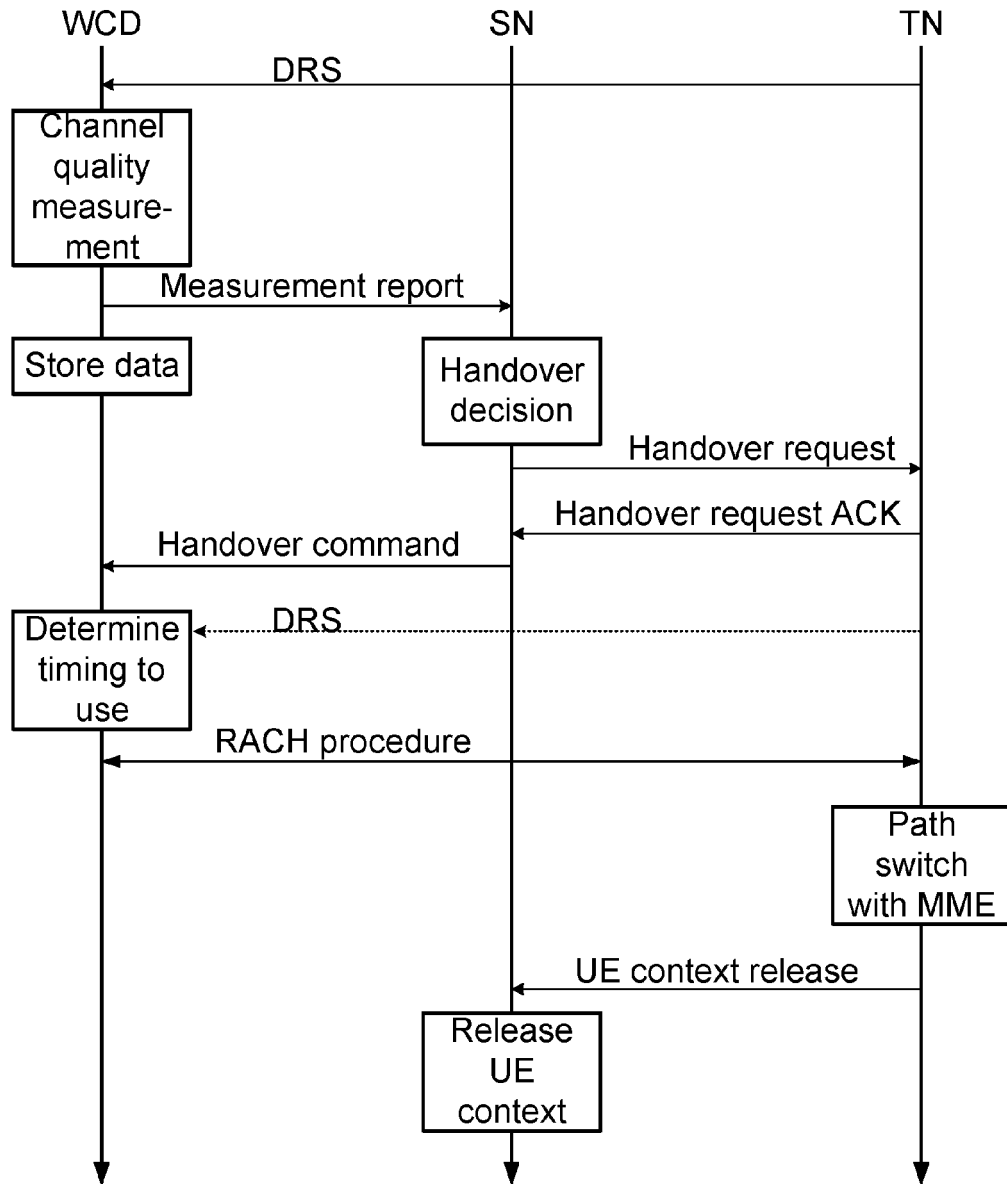 WCD
SN
TN
DRS
Channel
quality
measure-
ment
Measurement report
Store data
Handover
decision
Handover request
Handover request ACK
Handover command
DRS
Determine
timing to
use
RACH procedure
Path
switch
with MME
UE context release
Release
UE
context